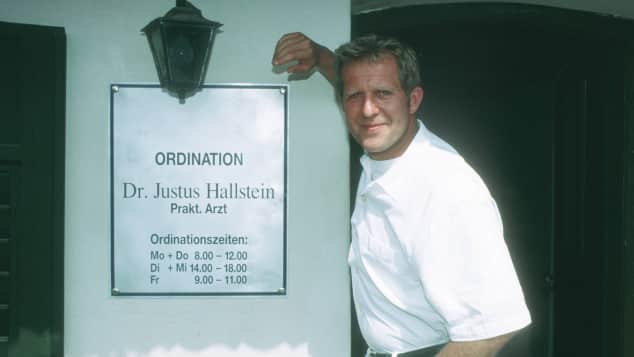 ORDINATION
Dr. Justus Hallstein
Prakt. Arzt
Ordinationszeiten:
Mo + Do 8.00 – 12.00
Di + Mi 14.00 – 18.00
Fr 9.00 – 11.00